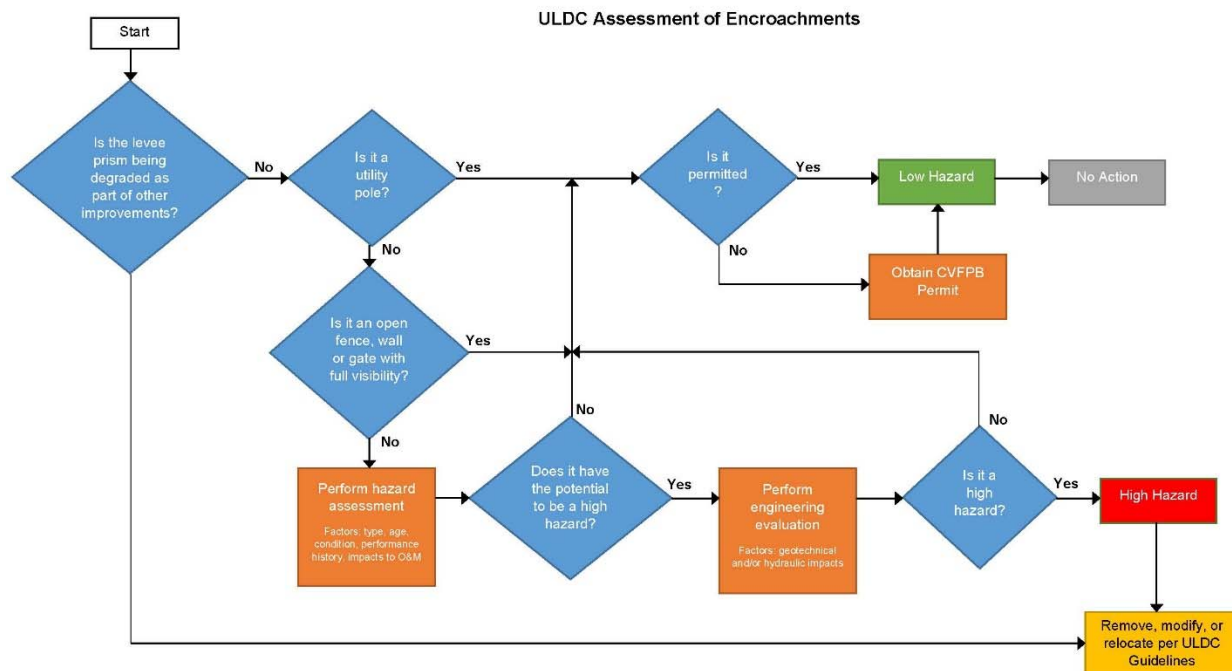 ULDC Assessment of Encroachments
Start
Is the levee
prism being
degraded as
part of other
improvements?
No
Is it a
utility
pole?
Yes
Is it
permitted
?
Yes
Low Hazard
No Action
No
No
Obtain CVFPB
Permit
Is it an open
fence, wall
or gate with
full visibility?
Yes
No
No
No
Perform hazard
assessment
Factors: type, age,
condition, performance
history, impacts to O&M
Does it have
the potential
to be a high
hazard?
Yes
Perform
engineering
evaluation
Factors: geotechnical
and/or hydraulic impacts
Is it a
high
hazard?
Yes
High Hazard
Remove, modify, or
relocate per ULDC
Guidelines